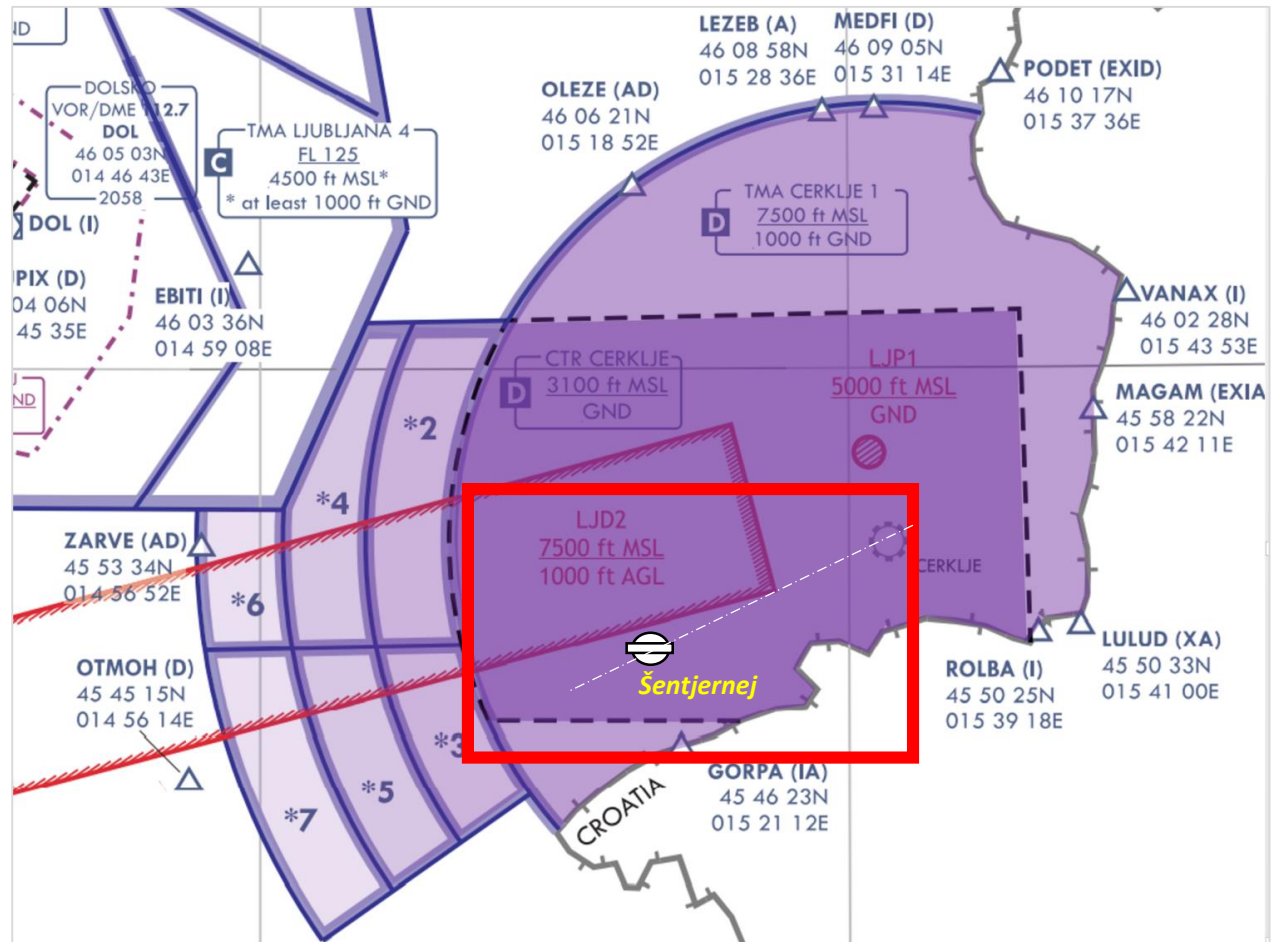 ID
DOLSKO
VOR/DME 112.7
DOL
46 05 03N
014 46 43E
2058
DOL (I)
C
TMA LJUBLJANA 4
FL 125
4500 ft MSL*
* at least 1000 ft GND
PIX (D)
04 06N
45 35E
EBITI (I)
46 03 36N
014 59 08E
ND
OLEZE (AD)
46 06 21N
015 18 52E
LEZEB (A)
46 08 58N
015 28 36E
MEDFI (D)
46 09 05N
015 31 14E
PODET (EXID)
46 10 17N
015 37 36E
D
TMA CERKLJE 1
7500 ft MSL
1000 ft GND
VANAX (I)
46 02 28N
015 43 53E
MAGAM (EXIA
45 58 22N
015 42 11E
D
CTR CERKLJE
3100 ft MSL
GND
LJP1
5000 ft MSL
GND
*2
*4
*6
*3
*5
*7
ZARVE (AD)
45 53 34N
014 56 52E
OTMOH (D)
45 45 15N
014 56 14E
LJD2
7500 ft MSL
1000 ft AGL
CERKLJE
Šentjernej
LULUD (XA)
45 50 33N
015 41 00E
ROLBA (I)
45 50 25N
015 39 18E
GORPA (IA)
45 46 23N
015 21 12E
CROATIA